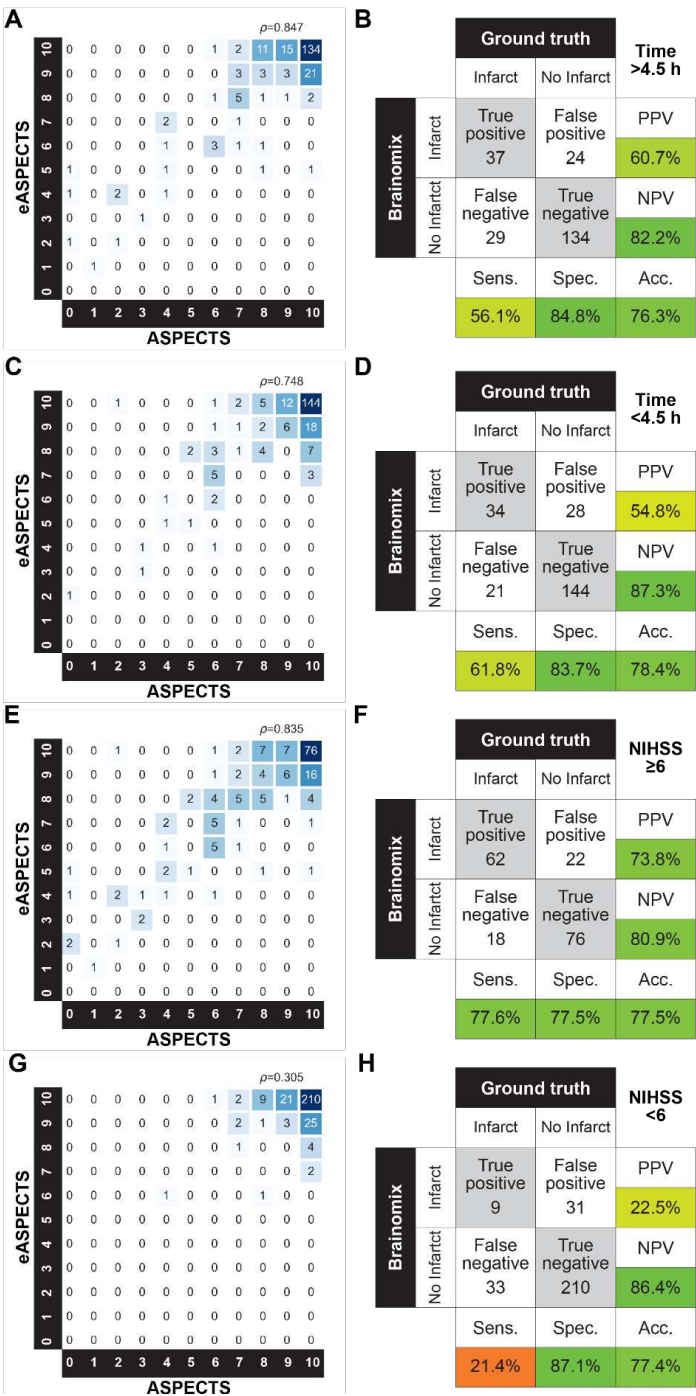 A
ρ=0.847
eASPECTS
10 0 0 0 0 0 0 1 2 11 15 134
9 0 0 0 0 0 0 0 3 3 3 21
8 0 0 0 0 0 0 1 5 1 1 2
7 0 0 0 0 2 0 0 1 0 0 0
6 0 0 0 0 1 0 3 1 1 0 0
5 1 0 0 0 1 0 0 0 1 0 1
4 1 0 2 0 1 0 0 0 0 0 0
3 0 0 0 1 0 0 0 0 0 0 0
2 1 0 1 0 0 0 0 0 0 0 0
1 0 1 0 0 0 0 0 0 0 0 0
0 0 0 0 0 0 0 0 0 0 0 0
0 1 2 3 4 5 6 7 8 9 10
ASPECTS
B
Ground truth
Time
>4.5 h
Infarct No Infarct
Brainomix
Infarct
True positive 37
False positive 24
PPV
60.7%
No Infartct
False negative 29
True negative 134
NPV
82.2%
Sens. Spec. Acc.
56.1% 84.8% 76.3%
C
ρ=0.748
eASPECTS
10 0 0 1 0 0 0 1 2 5 12 144
9 0 0 0 0 0 0 1 1 2 6 18
8 0 0 0 0 0 2 3 1 4 0 7
7 0 0 0 0 0 0 5 0 0 0 3
6 0 0 0 0 1 0 2 0 0 0 0
5 0 0 0 0 1 1 0 0 0 0 0
4 0 0 0 1 0 0 1 0 0 0 0
3 0 0 0 1 0 0 0 0 0 0 0
2 1 0 0 0 0 0 0 0 0 0 0
1 0 0 0 0 0 0 0 0 0 0 0
0 0 0 0 0 0 0 0 0 0 0 0
0 1 2 3 4 5 6 7 8 9 10
ASPECTS
D
Ground truth
Time
<4.5 h
Infarct No Infarct
Brainomix
Infarct
True positive 34
False positive 28
PPV
54.8%
No Infartct
False negative 21
True negative 144
NPV
87.3%
Sens. Spec. Acc.
61.8% 83.7% 78.4%
E
ρ=0.835
eASPECTS
10 0 0 1 0 0 0 1 2 7 7 76
9 0 0 0 0 0 0 1 2 4 6 16
8 0 0 0 0 0 2 4 5 5 1 4
7 0 0 0 0 2 0 5 1 0 0 1
6 0 0 0 0 1 0 5 1 0 0 0
5 1 0 0 0 2 1 0 0 1 0 1
4 1 0 2 1 1 0 1 0 0 0 0
3 0 0 0 2 0 0 0 0 0 0 0
2 2 0 1 0 0 0 0 0 0 0 0
1 0 1 0 0 0 0 0 0 0 0 0
0 0 0 0 0 0 0 0 0 0 0 0
0 1 2 3 4 5 6 7 8 9 10
ASPECTS
F
Ground truth
NIHSS
≥6
Infarct No Infarct
Brainomix
Infarct
True positive 62
False positive 22
PPV
73.8%
No Infartct
False negative 18
True negative 76
NPV
80.9%
Sens. Spec. Acc.
77.6% 77.5% 77.5%
G
ρ=0.305
eASPECTS
10 0 0 0 0 0 0 1 2 9 21 210
9 0 0 0 0 0 0 0 2 1 3 25
8 0 0 0 0 0 0 0 1 0 0 4
7 0 0 0 0 0 0 0 0 0 0 2
6 0 0 0 0 1 0 0 0 1 0 0
5 0 0 0 0 0 0 0 0 0 0 0
4 0 0 0 0 0 0 0 0 0 0 0
3 0 0 0 0 0 0 0 0 0 0 0
2 0 0 0 0 0 0 0 0 0 0 0
1 0 0 0 0 0 0 0 0 0 0 0
0 0 0 0 0 0 0 0 0 0 0 0
0 1 2 3 4 5 6 7 8 9 10
ASPECTS
H
Ground truth
NIHSS
<6
Infarct No Infarct
Brainomix
Infarct
True positive 9
False positive 31
PPV
22.5%
No Infartct
False negative 33
True negative 210
NPV
86.4%
Sens. Spec. Acc.
21.4% 87.1% 77.4%